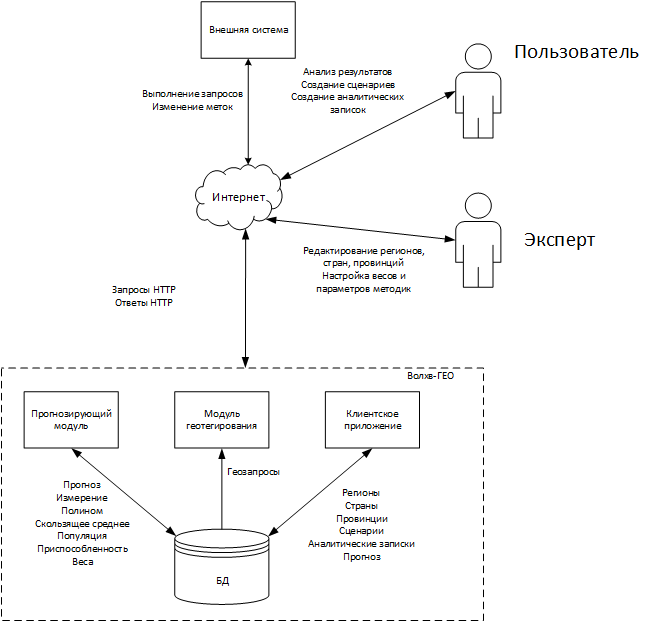 Внешняя система
Пользователь
Анализ результатов
Создание сценариев
Создание аналитических
записок
Выполнение запросов
Изменение меток
Интернет
Эксперт
Редактирование регионов,
стран, провинций
Настройка весов и
параметров методик
Запросы HTTP
Ответы HTTP
Волхв-ГЕО
Прогнозирующий
модуль
Модуль
геотегирования
Клиентское
приложение
Геозапросы
Прогноз
Измерение
Полином
Скользящее среднее
Популяция
Приспособленность
Веса
Регионы
Страны
Провинции
Сценарии
Аналитические записки
Прогноз
БД